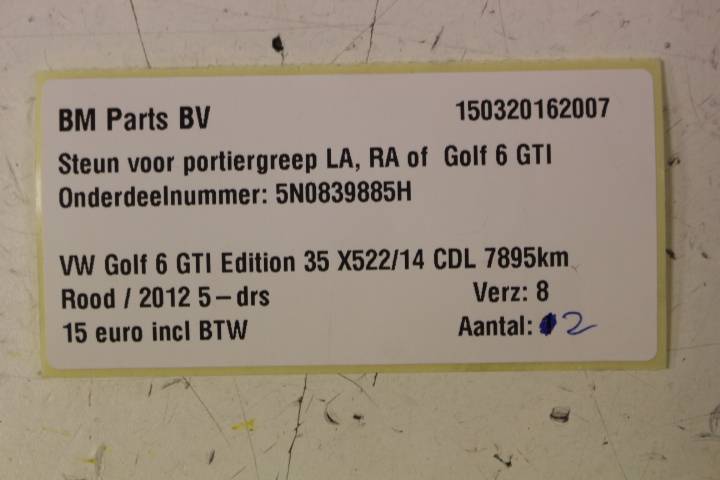 BM Parts BV 150320162007
Steun voor portiergreep LA, RA of Golf 6 GTI
Onderdeelnummer: 5N0839885H
VW Golf 6 GTI Edition 35 X522/14 CDL 7895km
Rood / 2012 5-drs Verz: 8
15 euro incl BTW Aantal: 2